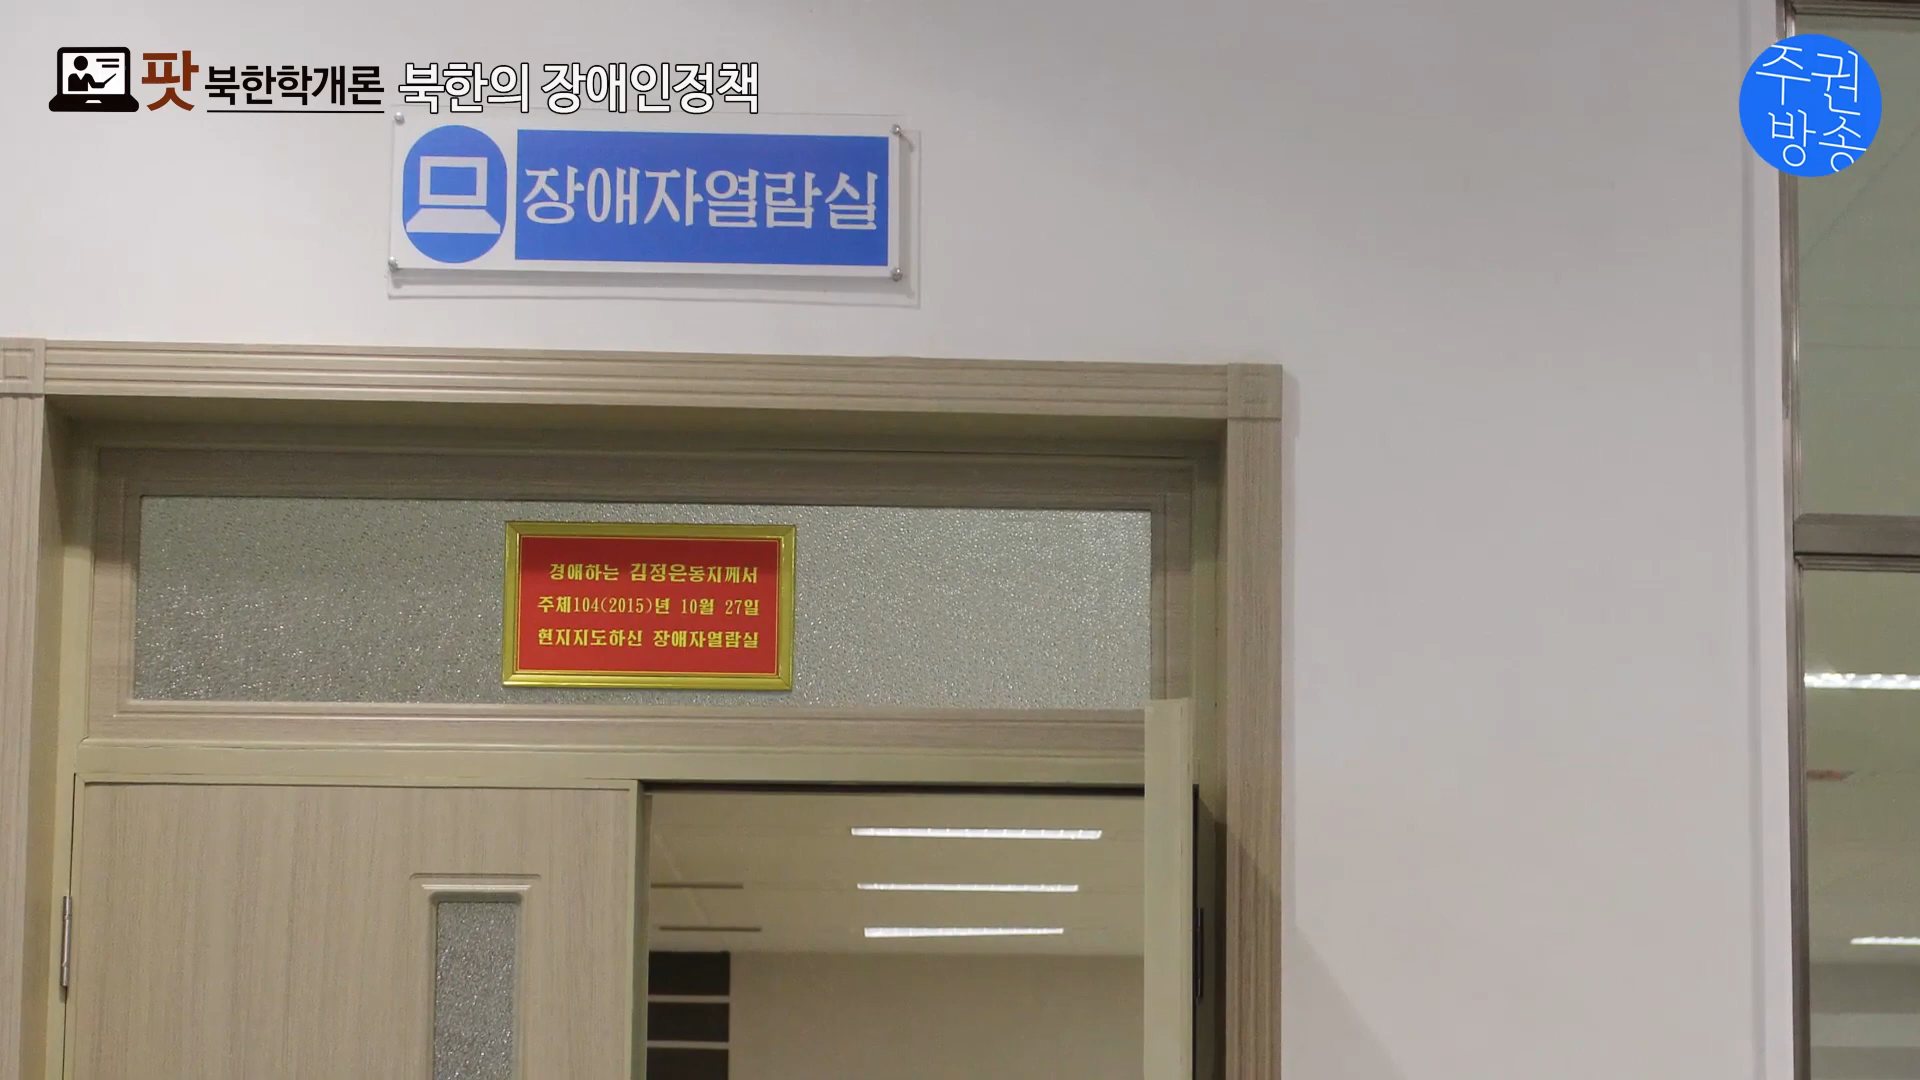 팟 북한학개론 북한의 장애인정책
주권
방송
장애자열람실
경애하는 김정은동지께서
주체104(2015)년 10월 27일
현지지도하신 장애자열람실